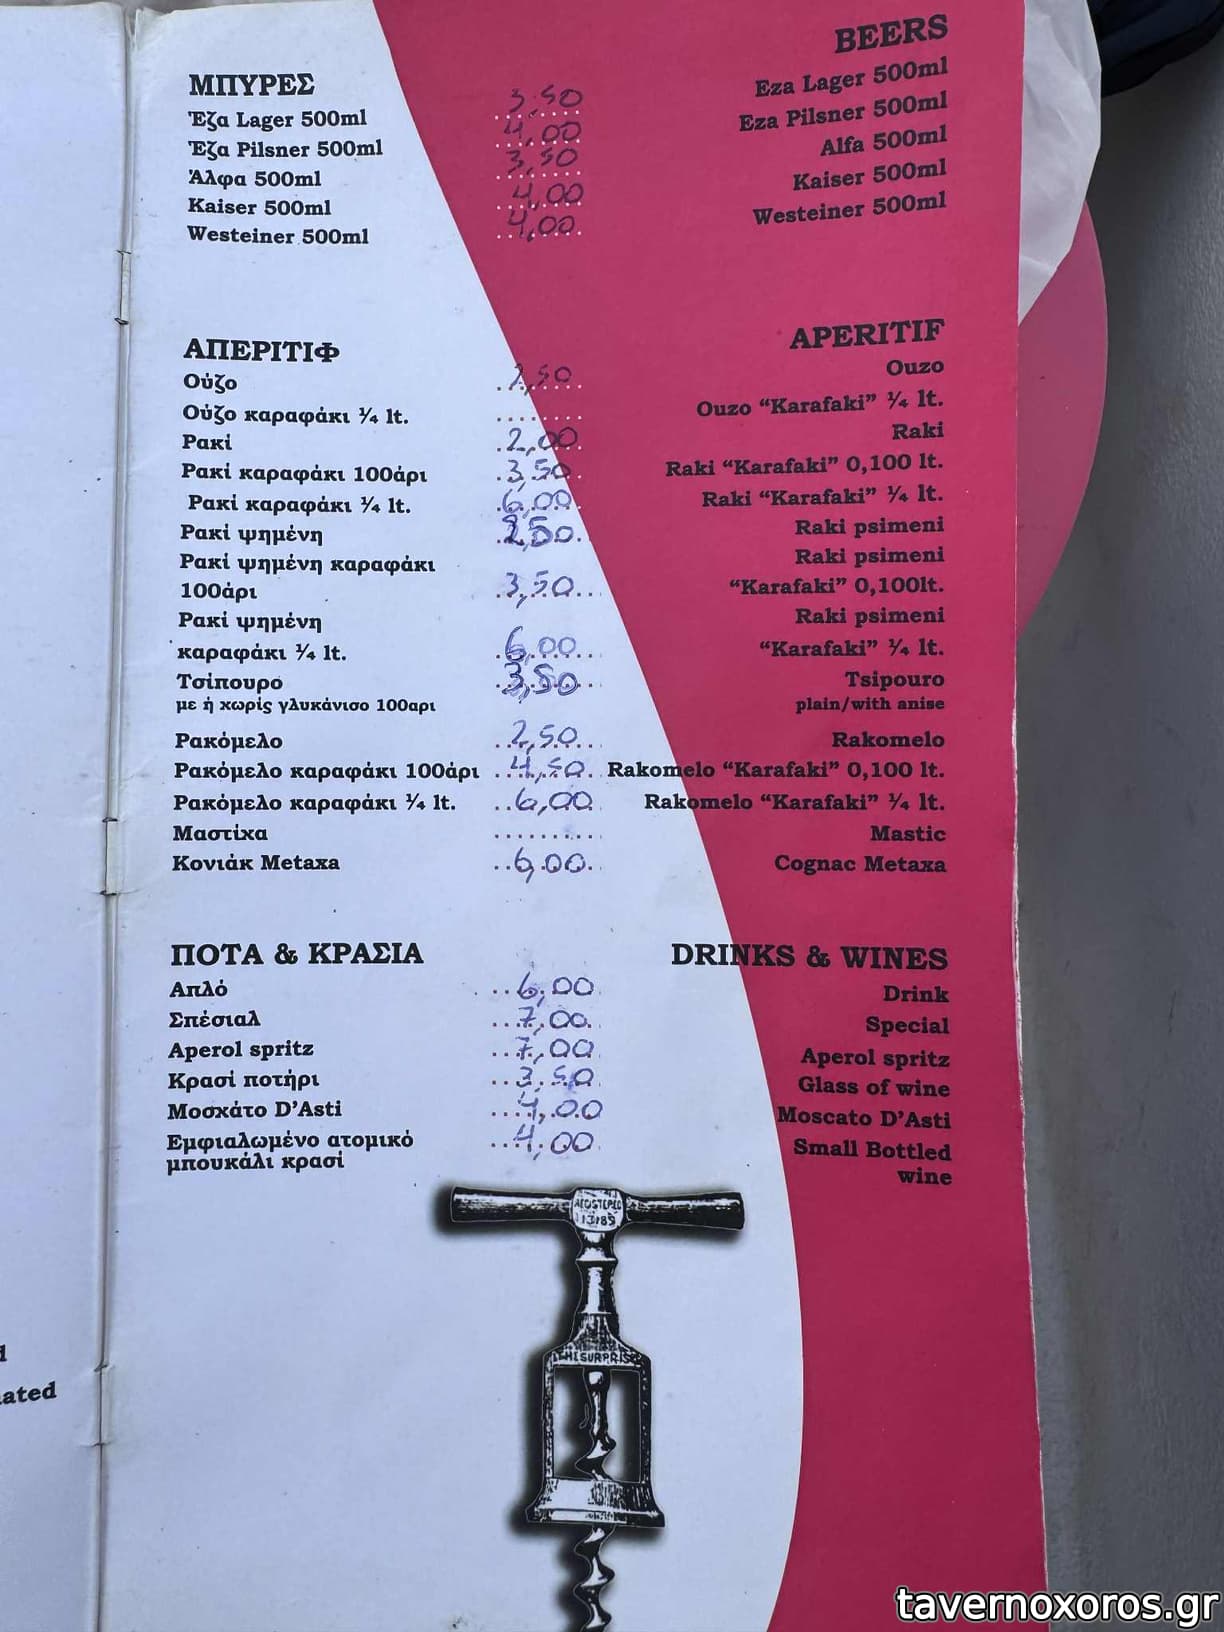 BEERS
ΜΠΥΡΕΣ
Έζα Lager 500ml 3,50 Eza Lager 500ml
Έζα Pilsner 500ml 4,00 Eza Pilsner 500ml
Άλφα 500ml 3,50 Alfa 500ml
Kaiser 500ml 4,00 Kaiser 500ml
Westeiner 500ml 4,00 Westeiner 500ml
ΑΠΕΡΙΤΙΦ APERITIF
Ούζο ,50 Ouzo
Ούζο καραφάκι ¼ lt. Ouzo “Karafaki” ¼ lt.
Ρακί 2,00 Raki
Ρακί καραφάκι 100άρι 3,50 Raki “Karafaki” 0,100 lt.
Ρακί καραφάκι ¼ lt. 6,00 Raki “Karafaki” ¼ lt.
Ρακί ψημένη 2,50 Raki psimeni
Ρακί ψημένη καραφάκι Raki psimeni
100άρι 3,50 “Karafaki” 0,100lt.
Ρακί ψημένη Raki psimeni
καραφάκι ¼ lt. 6,00 “Karafaki” ¼ lt.
Τσίπουρο 3,50 Tsipouro
με ή χωρίς γλυκάνισο 100αρι plain/with anise
Ρακόμελο 2,50 Rakomelo
Ρακόμελο καραφάκι 100άρι 4,50 Rakomelo “Karafaki” 0,100 lt.
Ρακόμελο καραφάκι ¼ lt. 6,00 Rakomelo “Karafaki” ¼ lt.
Μαστίχα Mastic
Κονιάκ Metaxa 6,00 Cognac Metaxa
ΠΟΤΑ & ΚΡΑΣΙΑ DRINKS & WINES
Απλό 6,00 Drink
Σπέσιαλ 7,00 Special
Aperol spritz 7,00 Aperol spritz
Κρασί ποτήρι 3,50 Glass of wine
Μοσχάτο D’Asti 4,00 Moscato D’Asti
Εμφιαλωμένο ατομικό 4,00 Small Bottled
μπουκάλι κρασί wine
ated
tavernoxoros.gr